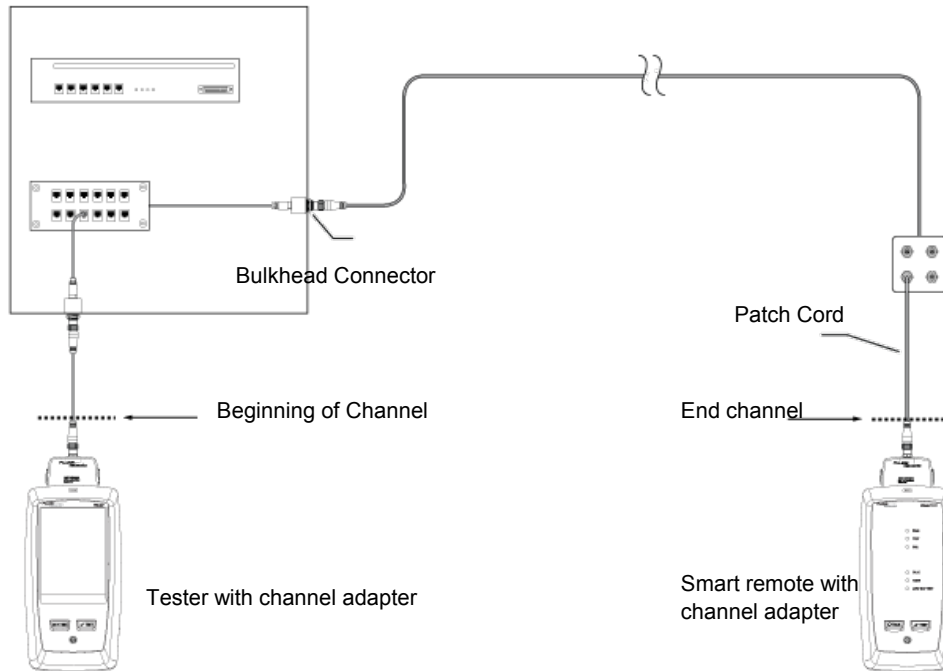 Bulkhead Connector
Patch Cord
Beginning of Channel
End channel
Tester with channel adapter
Smart remote with
channel adapter